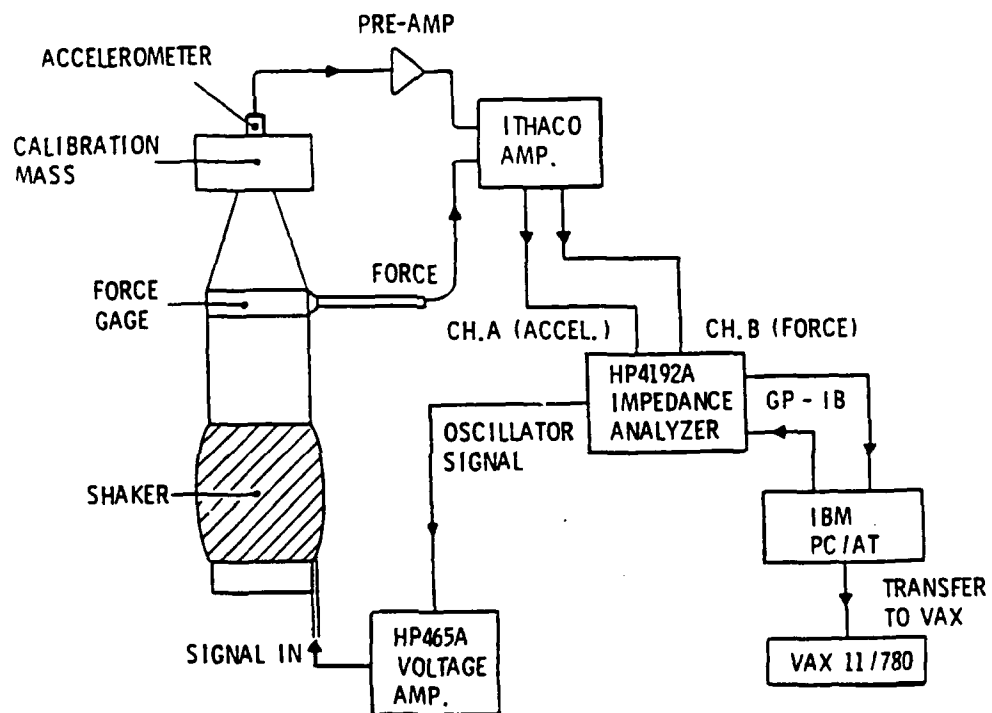 PRE-AMP
ACCELEROMETER
ITHACO
AMP.
CALIBRATION
MASS
FORCE
FORCE
GAGE
CH.A (ACCEL.)
CH.B (FORCE)
HP4192A
IMPEDANCE
ANALYZER
GP-IB
OSCILLATOR
SIGNAL
SHAKER
IBM
PC/AT
TRANSFER
TO VAX
SIGNAL IN
HP465A
VOLTAGE
AMP.
VAX 11/780